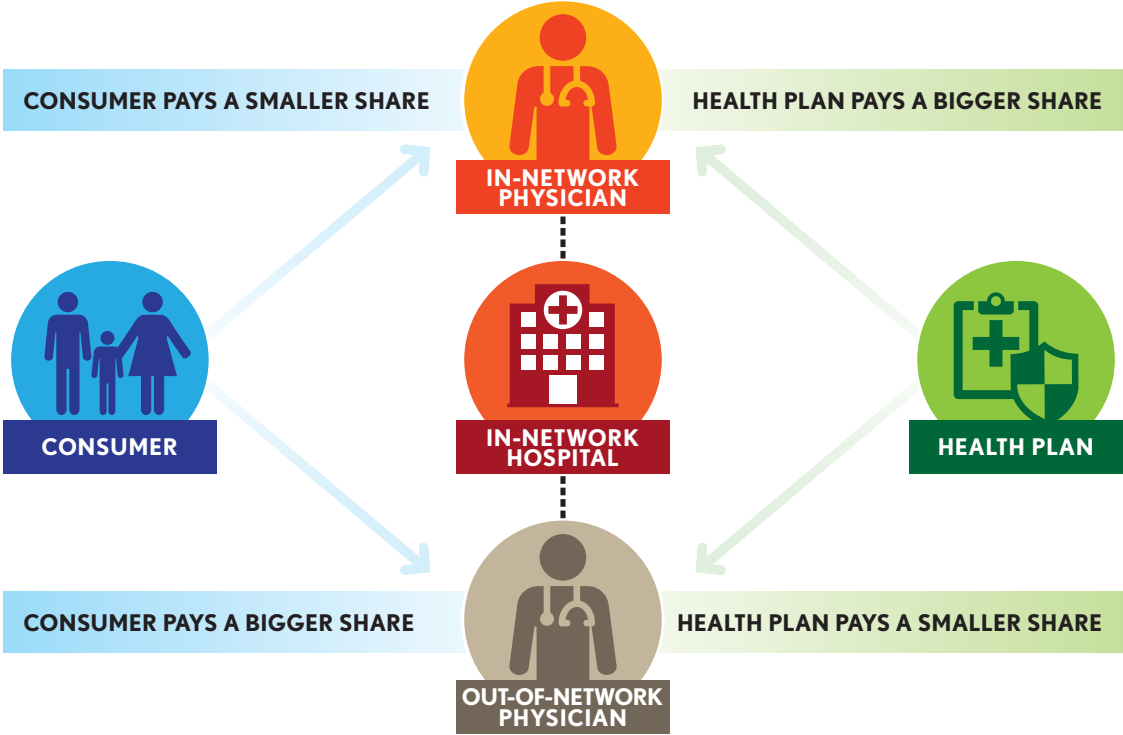 CONSUMER PAYS A SMALLER SHARE
HEALTH PLAN PAYS A BIGGER SHARE
IN-NETWORK
PHYSICIAN
CONSUMER
IN-NETWORK
HOSPITAL
HEALTH PLAN
CONSUMER PAYS A BIGGER SHARE
HEALTH PLAN PAYS A SMALLER SHARE
OUT-OF-NETWORK
PHYSICIAN